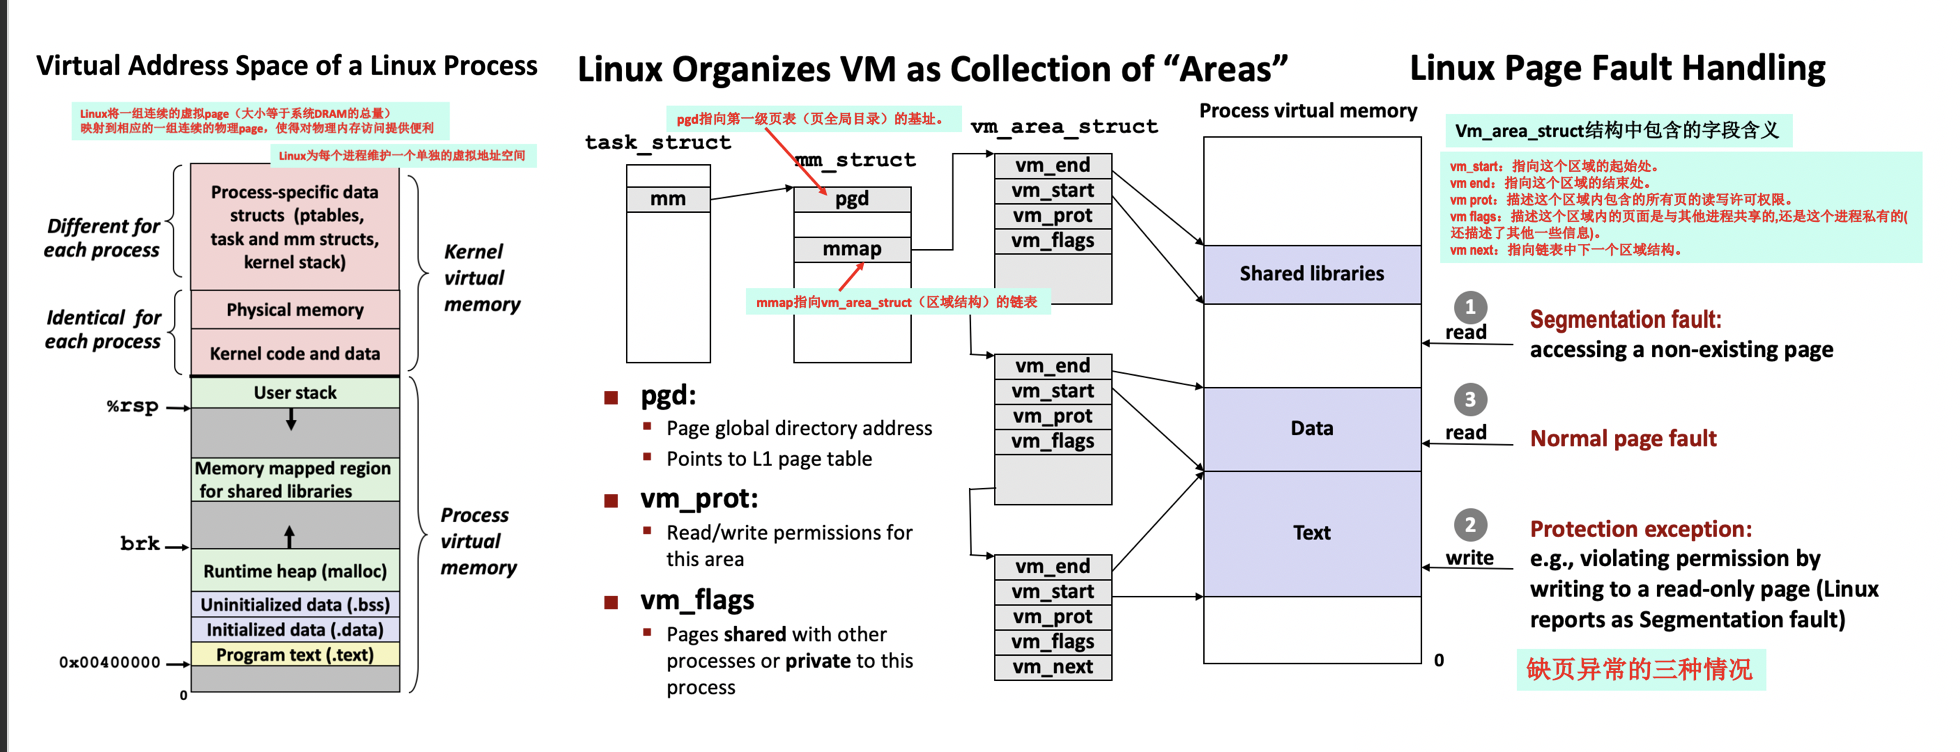 Virtual Address Space of a Linux Process
Linux将一组连续的虚拟page（大小等于系统DRAM的总量）
映射到相应的一组连续的物理page，使得对物理内存访问提供便利
Linux为每个进程维护一个单独的虚拟地址空间
Different for
each process
Process-specific data
structs (ptables,
task and mm structs,
kernel stack)
Kernel
virtual
memory
Identical for
each process
Physical memory
Kernel code and data
User stack
%rsp
Memory mapped region
for shared libraries
Process
virtual
memory
brk
Runtime heap (malloc)
Uninitialized data (.bss)
Initialized data (.data)
Program text (.text)
0x00400000
0
Linux Organizes VM as Collection of “Areas”
pgd指向第一级页表（页全局目录）的基址。
task_struct
mm
mm_struct
pgd
mmap
mmap指向vm_area_struct（区域结构）的链表
vm_area_struct
vm_end
vm_start
vm_prot
vm_flags
vm_end
vm_start
vm_prot
vm_flags
vm_end
vm_start
vm_prot
vm_flags
vm_next
pgd:
Page global directory address
Points to L1 page table
vm_prot:
Read/write permissions for
this area
vm_flags
Pages shared with other
processes or private to this
process
Process virtual memory
Shared libraries
Data
Text
0
Linux Page Fault Handling
Vm_area_struct结构中包含的字段含义
vm_start：指向这个区域的起始处。
vm end：指向这个区域的结束处。
vm prot：描述这个区域内包含的所有页的读写许可权限。
vm flags：描述这个区域内的页面是与其他进程共享的,还是这个进程私有的(
还描述了其他一些信息)。
vm next：指向链表中下一个区域结构。
1
read
Segmentation fault:
accessing a non-existing page
3
read
Normal page fault
2
write
Protection exception:
e.g., violating permission by
writing to a read-only page (Linux
reports as Segmentation fault)
缺页异常的三种情况